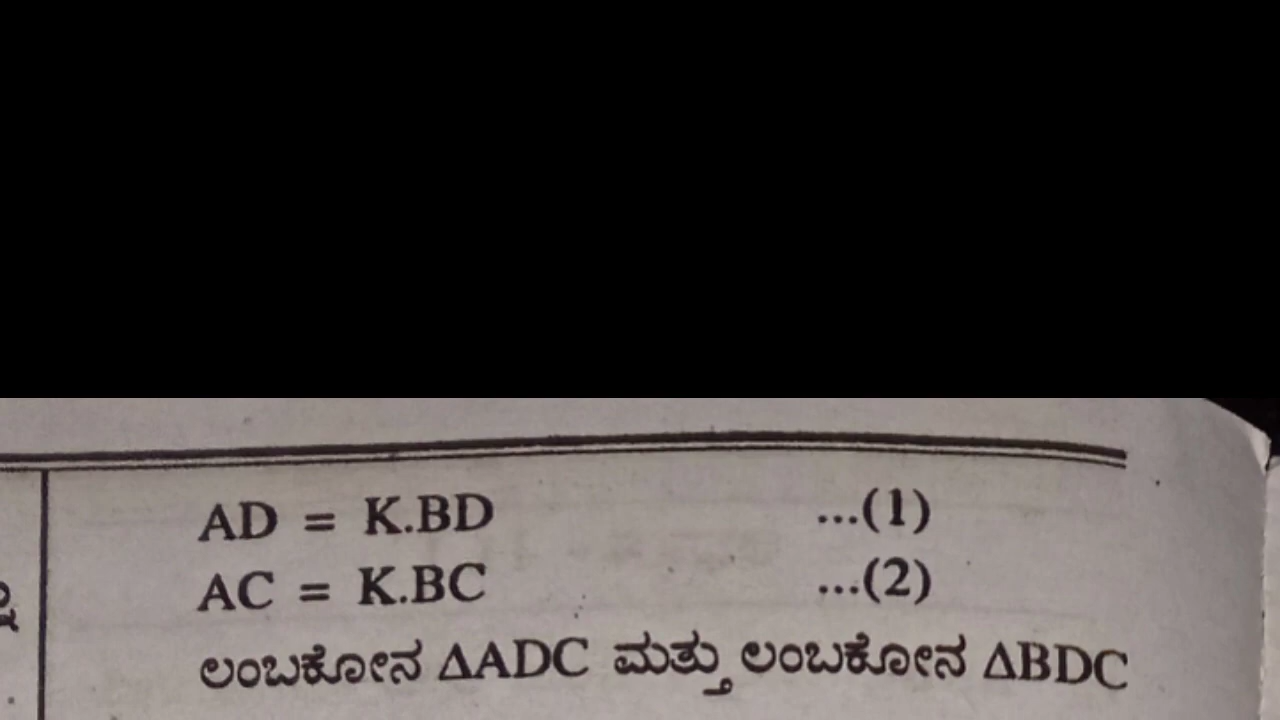 AD = K.BD ...(1)
AC = K.BC ...(2)
ಲಂಬಕೋನ ΔADC ಮತ್ತು ಲಂಬಕೋನ ΔBDC